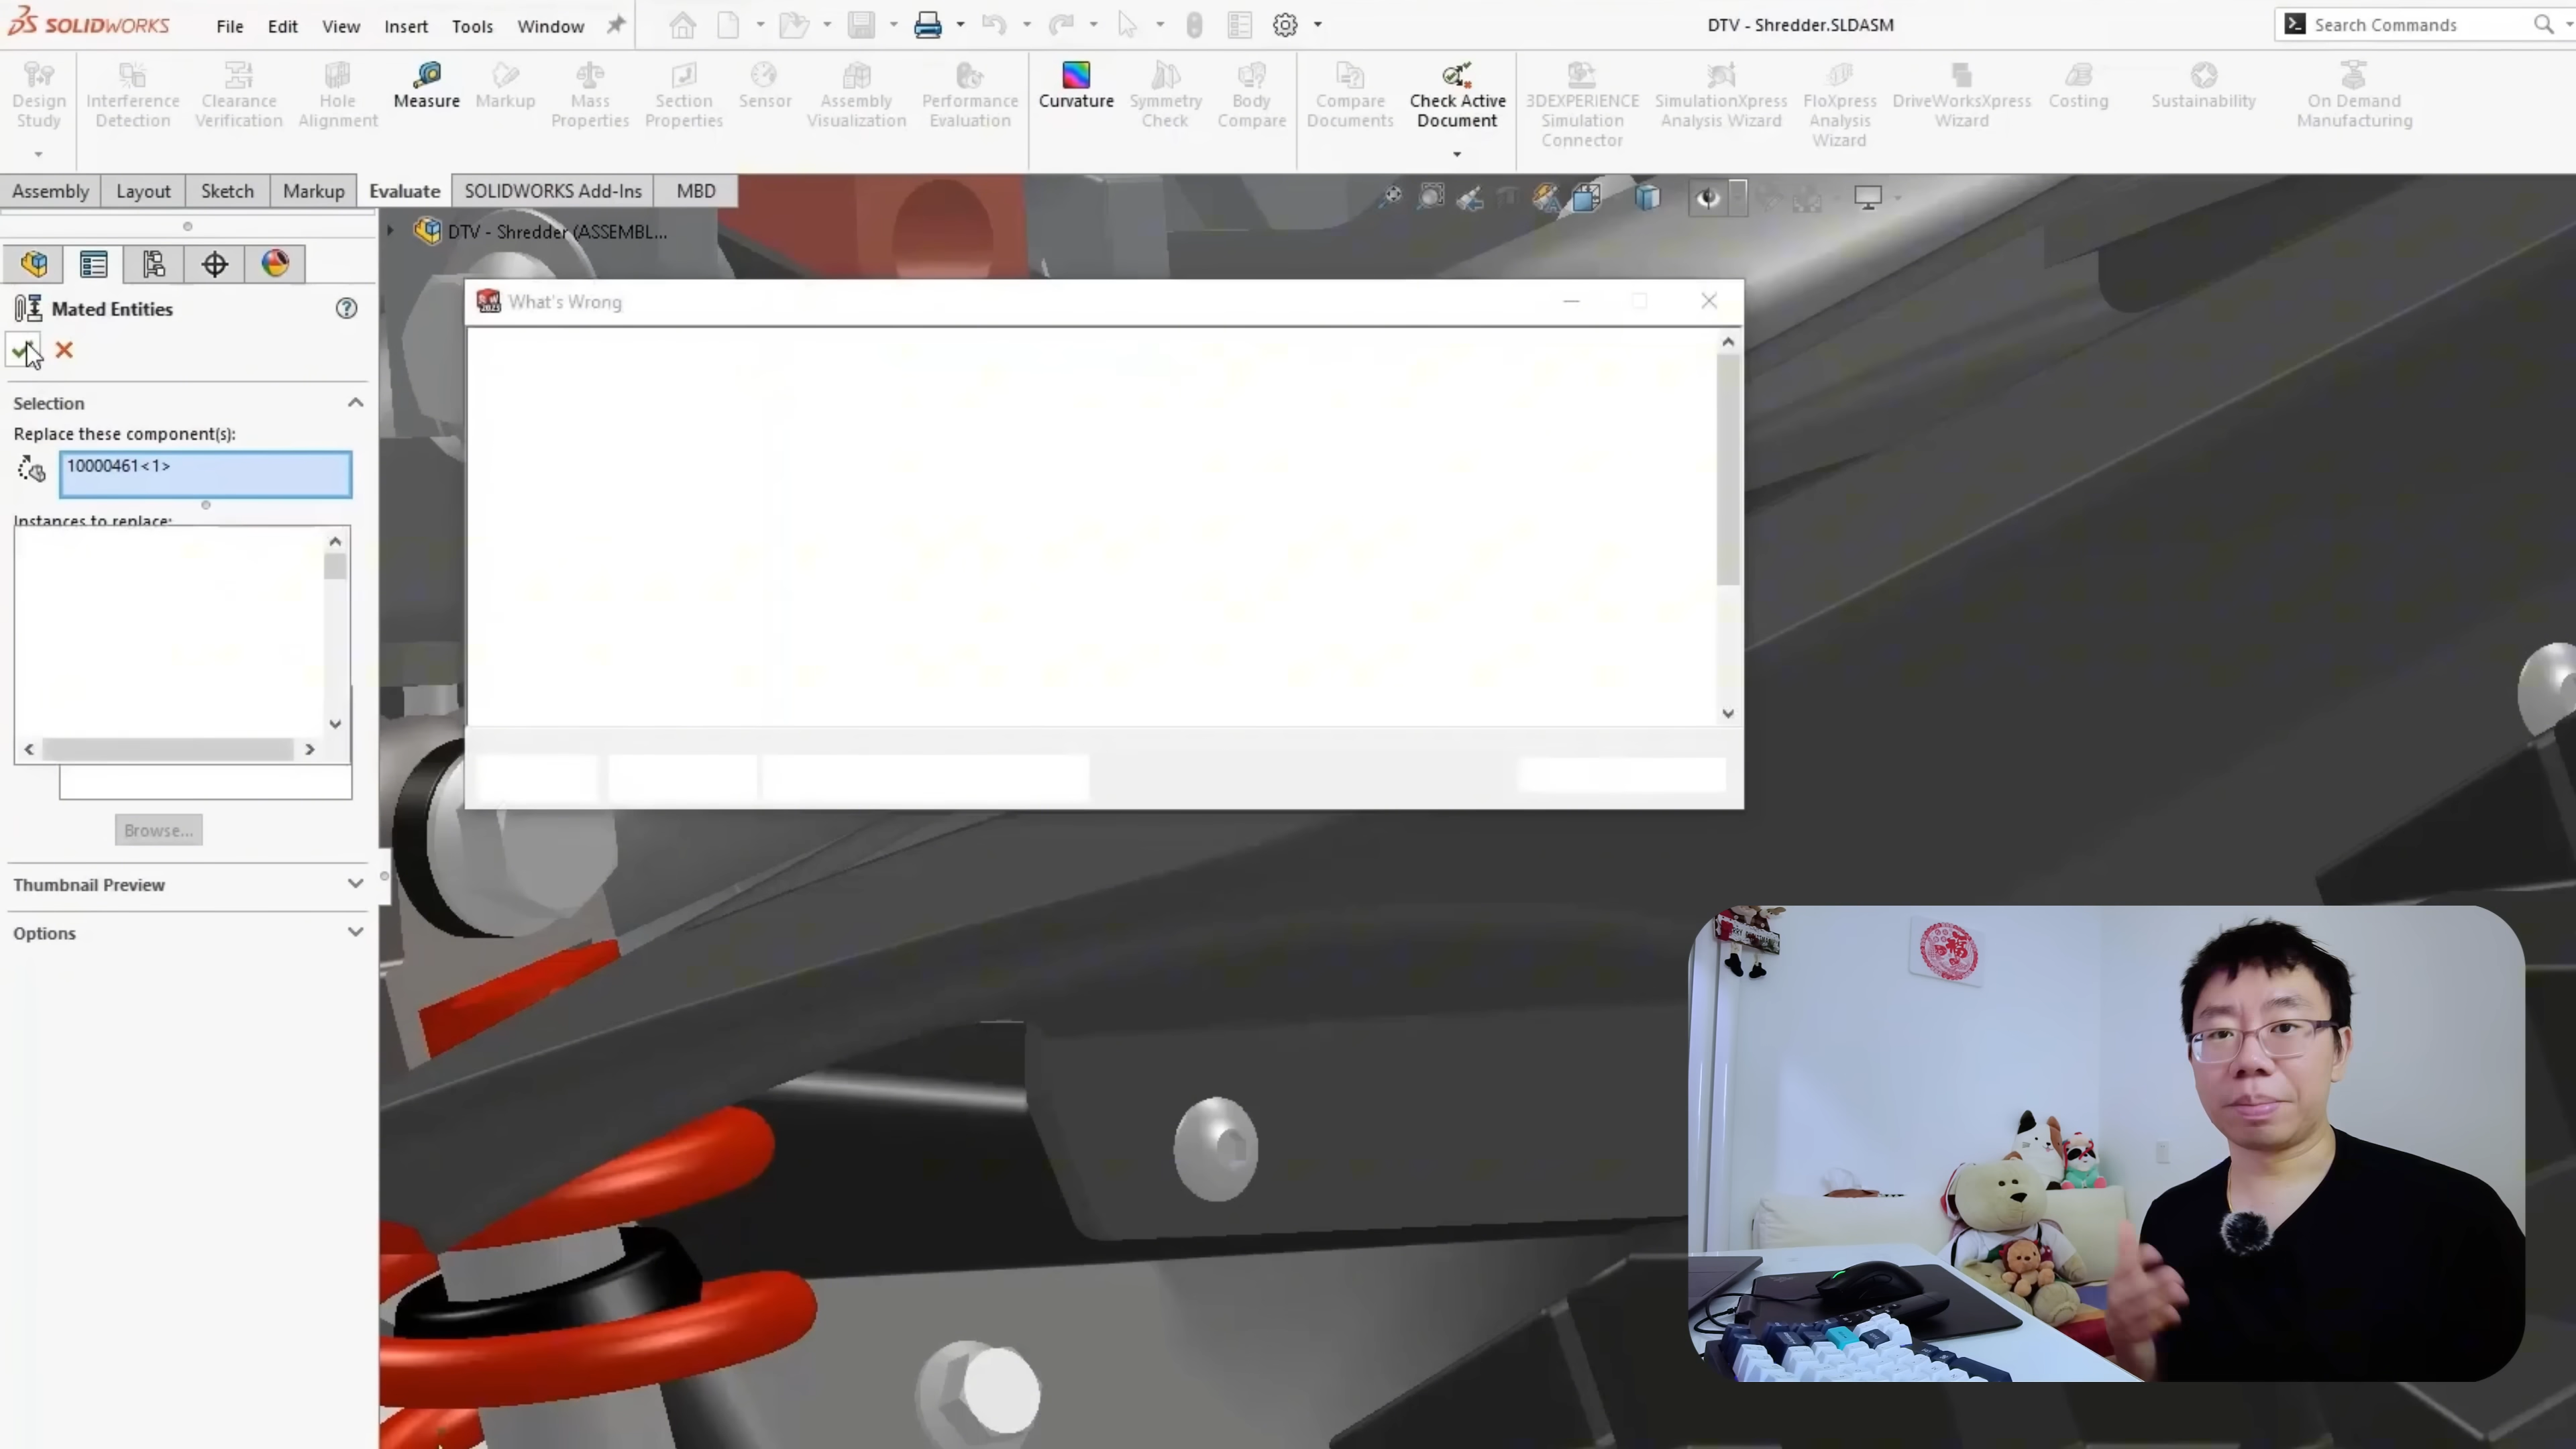 SOLIDWORKS File Edit View Insert Tools Window DTV - Shredder.SLDASM Search Commands
Design Study
Interference Detection
Clearance Verification
Hole Alignment
Measure
Markup
Mass Properties
Section Properties
Sensor
Assembly Visualization
Performance Evaluation
Curvature
Symmetry Check
Body Compare
Compare Documents
Check Active Document
3DEXPERIENCE Simulation Connector
SimulationXpress Analysis Wizard
FloXpress Analysis Wizard
DriveWorksXpress Wizard
Costing
Sustainability
On Demand Manufacturing
Assembly Layout Sketch Markup Evaluate SOLIDWORKS Add-Ins MBD
DTV - Shredder (ASSEMBL...
What's Wrong
Mated Entities
Selection
Replace these component(s):
10000461<1>
Instances to replace:
Browse...
Thumbnail Preview
Options
福